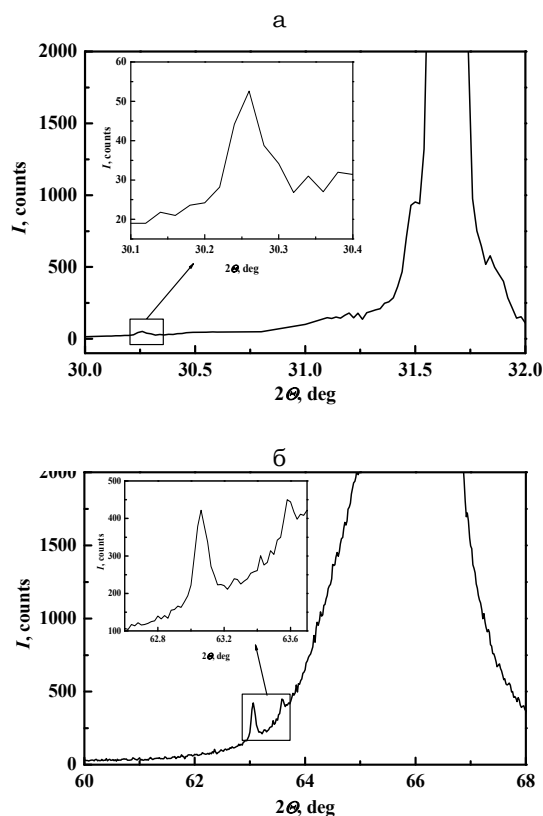 а
2000
1500
1000
500
0
I, counts
60
50
40
30
20
I, counts
30.1 30.2 30.3 30.4
2Θ, deg
30.0 30.5 31.0 31.5 32.0
2Θ, deg
б
2000
1500
1000
500
0
I, counts
500
400
300
200
100
I, counts
62.8 63.2 63.6
2Θ, deg
60 62 64 66 68
2Θ, deg